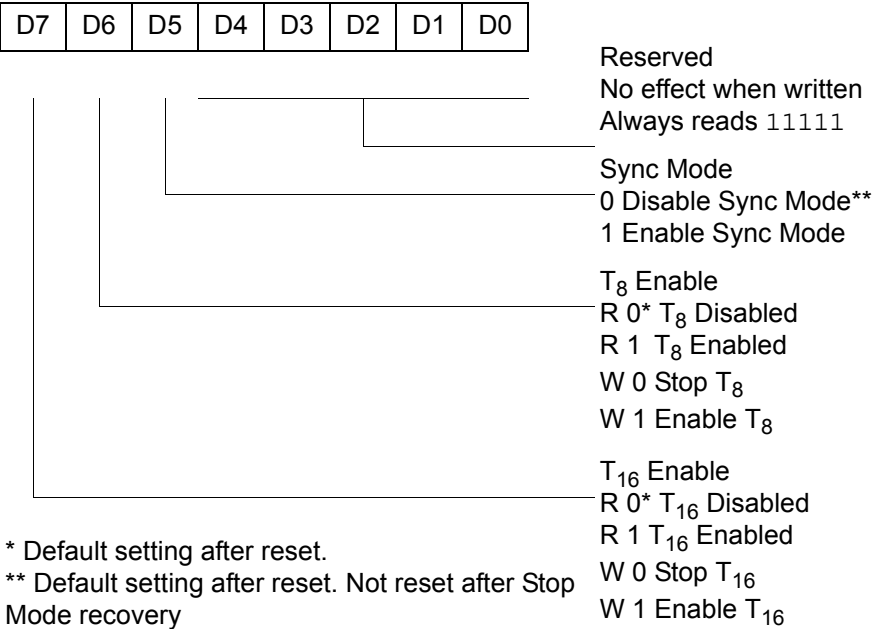 D7 D6 D5 D4 D3 D2 D1 D0
Reserved
No effect when written
Always reads 11111
Sync Mode
0 Disable Sync Mode**
1 Enable Sync Mode
T8 Enable
R 0* T8 Disabled
R 1 T8 Enabled
W 0 Stop T8
W 1 Enable T8
T16 Enable
R 0* T16 Disabled
R 1 T16 Enabled
W 0 Stop T16
W 1 Enable T16
* Default setting after reset.
** Default setting after reset. Not reset after Stop
Mode recovery